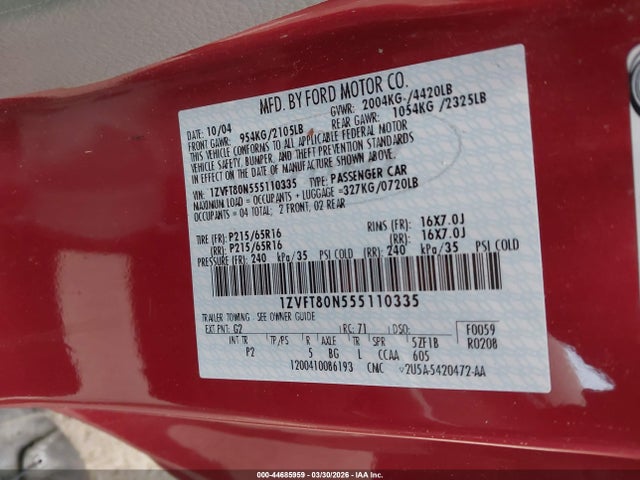 MFD. BY FORD MOTOR CO.
DATE: 10/04 GVWR: 2004KG /4420LB
FRONT GAWR: 954KG/2105LB REAR GAWR: 1054KG /2325LB
THIS VEHICLE CONFORMS TO ALL APPLICABLE FEDERAL MOTOR
VEHICLE SAFETY, BUMPER, AND THEFT PREVENTION STANDARDS
IN EFFECT ON THE DATE OF MANUFACTURE SHOWN ABOVE.
VIN: 1ZVFT80N555110335 TYPE: PASSENGER CAR
MAXIMUM LOAD = OCCUPANTS + LUGGAGE = 327KG/0720LB
OCCUPANTS = 04 TOTAL; 2 FRONT, 02 REAR
TIRE (FR): P215/65R16 RIMS (FR): 16X7.0J
(RR): P215/65R16 (RR): 16X7.0J
PRESSURE (FR): 240 kPa/35 PSI COLD (RR): 240 kPa/35 PSI COLD
1ZVFT80N555110335
TRAILER TOWING - SEE OWNER GUIDE
EXT PNT: G2 RC: 71 DSO: F0059
INT TR TP/PS R AXLE TR SPR 5ZF1B R0208
P2 5 BG L CCAA 605
1200410086193 CNC 2U5A-5420472-AA
000-44685959 - 03/30/2026 - IAAHOLDINGS, LLC